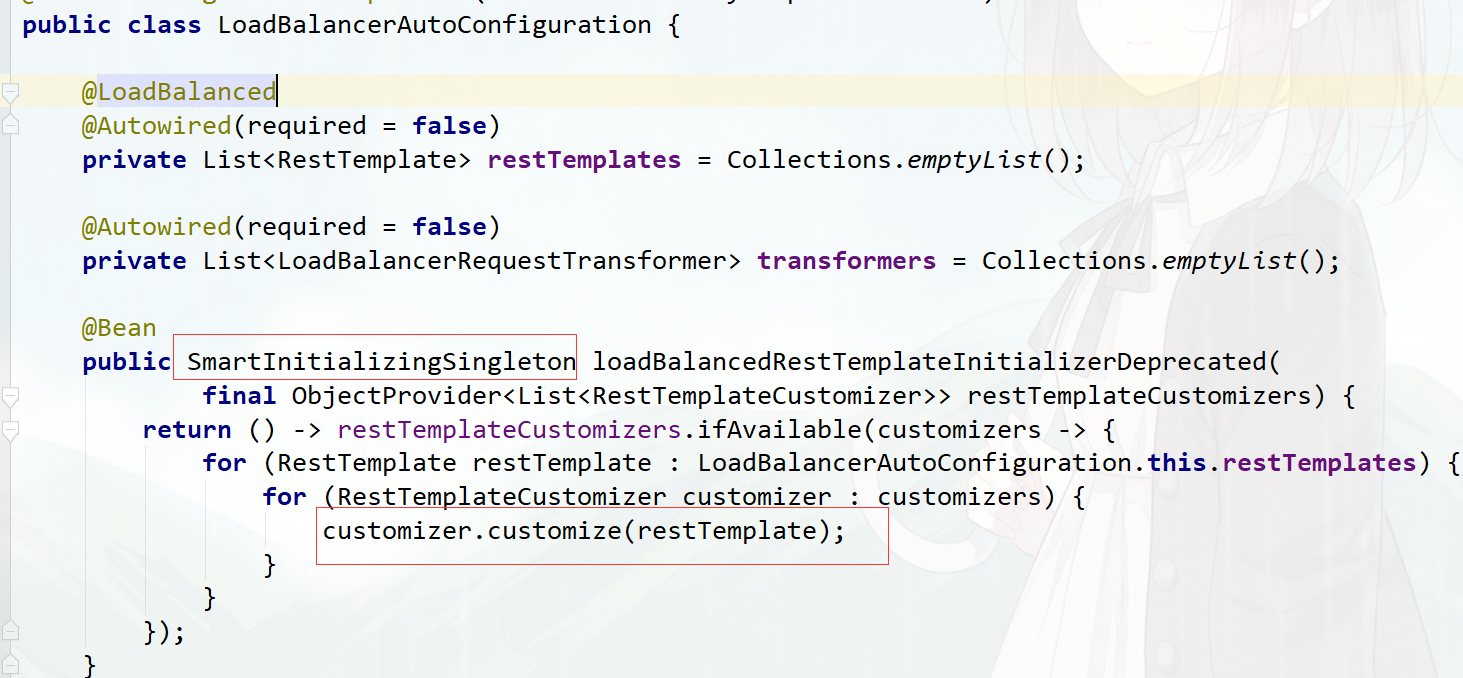 public class LoadBalancerAutoConfiguration {
@LoadBalanced
@Autowired(required = false)
private List<RestTemplate> restTemplates = Collections.emptyList();
@Autowired(required = false)
private List<LoadBalancerRequestTransformer> transformers = Collections.emptyList();
@Bean
public SmartInitializingSingleton loadBalancedRestTemplateInitializerDeprecated(
final ObjectProvider<List<RestTemplateCustomizer>> restTemplateCustomizers) {
return () -> restTemplateCustomizers.ifAvailable(customizers -> {
for (RestTemplate restTemplate : LoadBalancerAutoConfiguration.this.restTemplates) {
for (RestTemplateCustomizer customizer : customizers) {
customizer.customize(restTemplate);
}
}
});
}